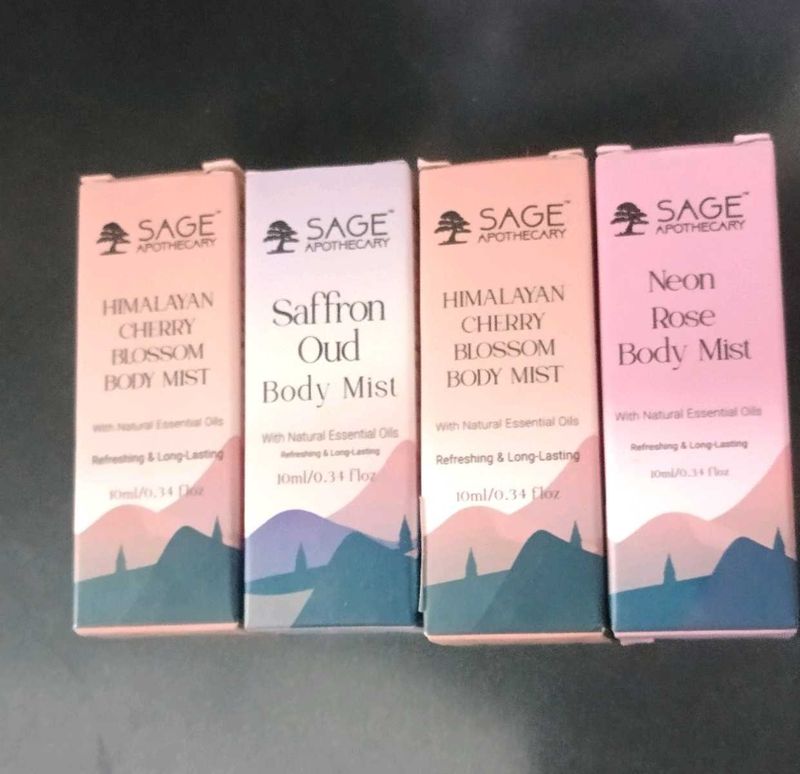 SAGE™
APOTHECARY
HIMALAYAN
CHERRY
BLOSSOM
BODY MIST
With Natural Essential Oils
Refreshing & Long-Lasting
10ml/0.34 floz
SAGE™
APOTHECARY
Saffron
Oud
Body Mist
With Natural Essential Oils
Refreshing & Long-Lasting
10ml/0.34 floz
SAGE™
APOTHECARY
HIMALAYAN
CHERRY
BLOSSOM
BODY MIST
With Natural Essential Oils
Refreshing & Long-Lasting
10ml/0.34 floz
SAGE™
APOTHECARY
Neon
Rose
Body Mist
With Natural Essential Oils
Refreshing & Long-Lasting
10ml/0.34 floz